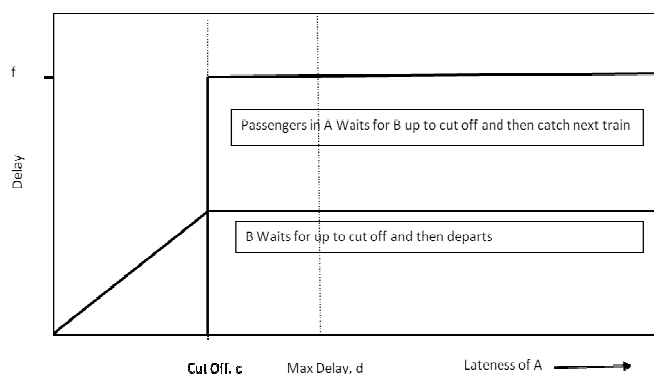 f
Passengers in A Waits for B up to cut off and then catch next train
Delay
B Waits for up to cut off and then departs
Cut Off, c
Max Delay, d
Lateness of A